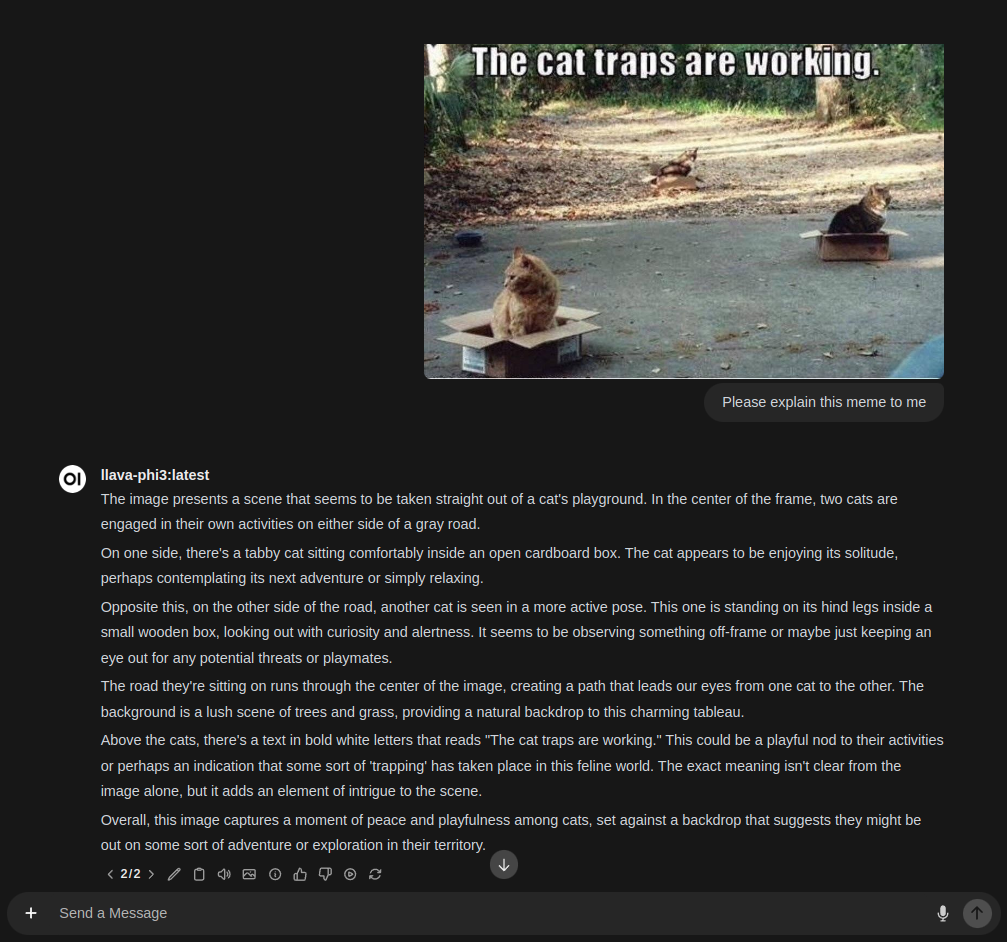 The cat traps are working.
Please explain this meme to me
llava-phi3:latest
The image presents a scene that seems to be taken straight out of a cat's playground. In the center of the frame, two cats are
engaged in their own activities on either side of a gray road.
On one side, there's a tabby cat sitting comfortably inside an open cardboard box. The cat appears to be enjoying its solitude,
perhaps contemplating its next adventure or simply relaxing.
Opposite this, on the other side of the road, another cat is seen in a more active pose. This one is standing on its hind legs inside a
small wooden box, looking out with curiosity and alertness. It seems to be observing something off-frame or maybe just keeping an
eye out for any potential threats or playmates.
The road they're sitting on runs through the center of the image, creating a path that leads our eyes from one cat to the other. The
background is a lush scene of trees and grass, providing a natural backdrop to this charming tableau.
Above the cats, there's a text in bold white letters that reads "The cat traps are working." This could be a playful nod to their activities
or perhaps an indication that some sort of 'trapping' has taken place in this feline world. The exact meaning isn't clear from the
image alone, but it adds an element of intrigue to the scene.
Overall, this image captures a moment of peace and playfulness among cats, set against a backdrop that suggests they might be
out on some sort of adventure or exploration in their territory.
2/2
Send a Message